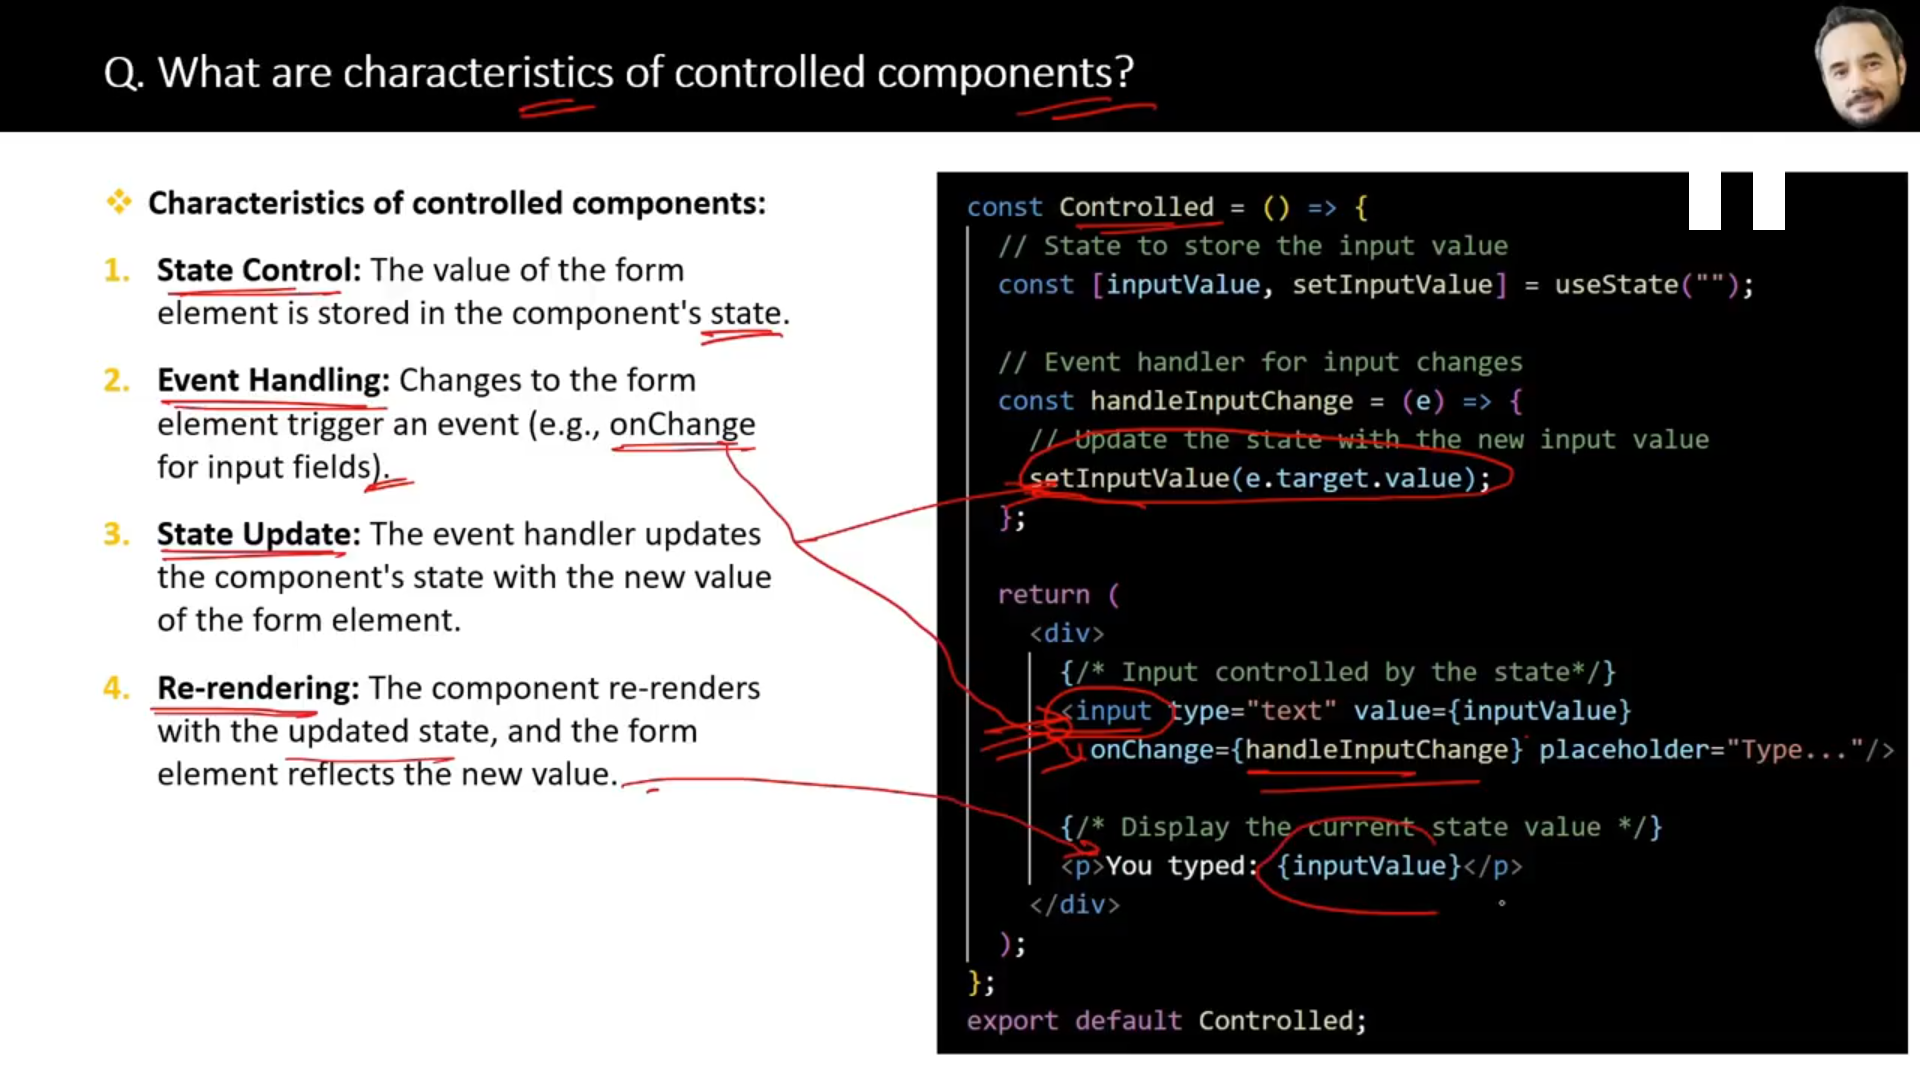 Q. What are characteristics of controlled components?
❖ Characteristics of controlled components:
1. State Control: The value of the form
element is stored in the component's state.
2. Event Handling: Changes to the form
element trigger an event (e.g., onChange
for input fields).
3. State Update: The event handler updates
the component's state with the new value
of the form element.
4. Re-rendering: The component re-renders
with the updated state, and the form
element reflects the new value.
const Controlled = () => {
// State to store the input value
const [inputValue, setInputValue] = useState("");
// Event handler for input changes
const handleInputChange = (e) => {
// Update the state with the new input value
setInputValue(e.target.value);
};
return (
<div>
{/* Input controlled by the state*/}
<input type="text" value={inputValue}
onChange={handleInputChange} placeholder="Type..."/>
{/* Display the current state value */}
<p>You typed: {inputValue}</p>
</div>
);
};
export default Controlled;